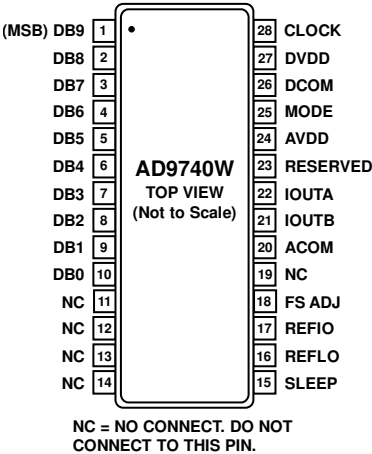 (MSB) DB9 1
DB8 2
DB7 3
DB6 4
DB5 5
DB4 6
DB3 7
DB2 8
DB1 9
DB0 10
NC 11
NC 12
NC 13
NC 14
AD9740W
TOP VIEW
(Not to Scale)
28 CLOCK
27 DVDD
26 DCOM
25 MODE
24 AVDD
23 RESERVED
22 IOUTA
21 IOUTB
20 ACOM
19 NC
18 FS ADJ
17 REFIO
16 REFLO
15 SLEEP
NC = NO CONNECT. DO NOT
CONNECT TO THIS PIN.